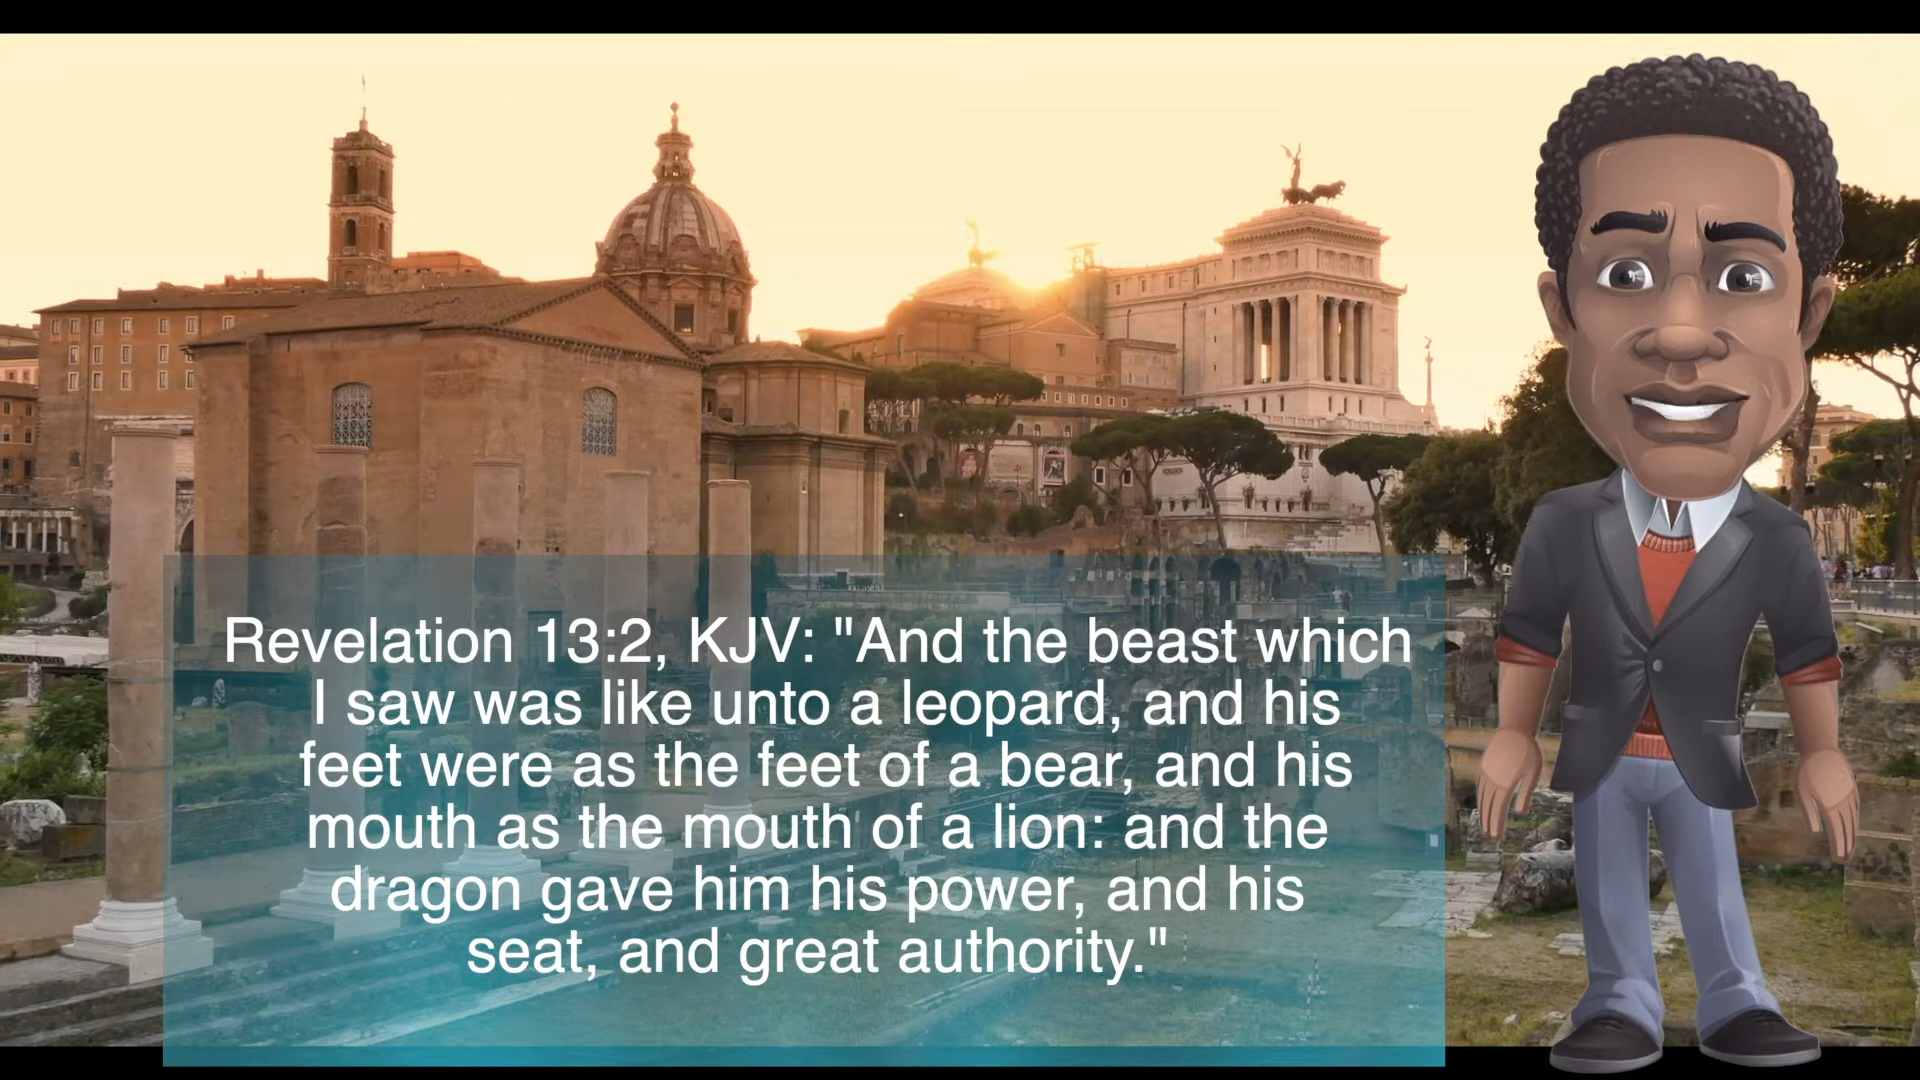 Revelation 13:2, KJV: "And the beast which
I saw was like unto a leopard, and his
feet were as the feet of a bear, and his
mouth as the mouth of a lion: and the
dragon gave him his power, and his
seat, and great authority."